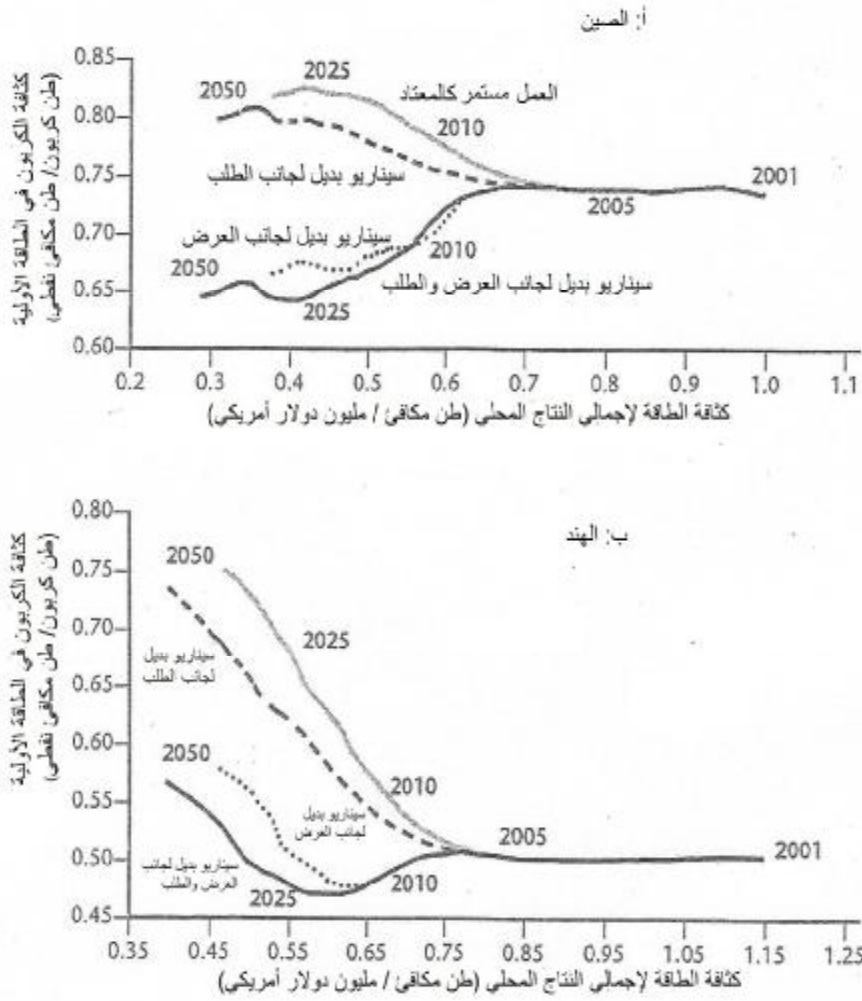 أ: الصين
كثافة الكربون في الطاقة الأولية
(طن كربون/ طن مكافئ نفطي)
0.85
0.80
0.75
0.70
0.65
0.60
2050
2025
العمل مستمر كالمعتاد
2010
سيناريو بديل لجانب الطلب
2001
2005
سيناريو بديل لجانب العرض
2010
2050
سيناريو بديل لجانب العرض والطلب
2025
0.2 0.3 0.4 0.5 0.6 0.7 0.8 0.9 1.0 1.1
كثافة الطاقة لإجمالي النتاج المحلي (طن مكافئ / مليون دولار أمريكي)
ب: الهند
كثافة الكربون في الطاقة الأولية
(طن كربون/ طن مكافئ نفطي)
0.80
0.75
0.70
0.65
0.60
0.55
0.50
0.45
2050
2025
سيناريو بديل
لجانب الطلب
2050
2010
سيناريو بديل
لجانب العرض
2005
2001
سيناريو بديل لجانب
العرض والطلب
2025
2010
0.35 0.45 0.55 0.65 0.75 0.85 0.95 1.05 1.15 1.25
كثافة الطاقة لإجمالي النتاج المحلي (طن مكافئ / مليون دولار أمريكي)